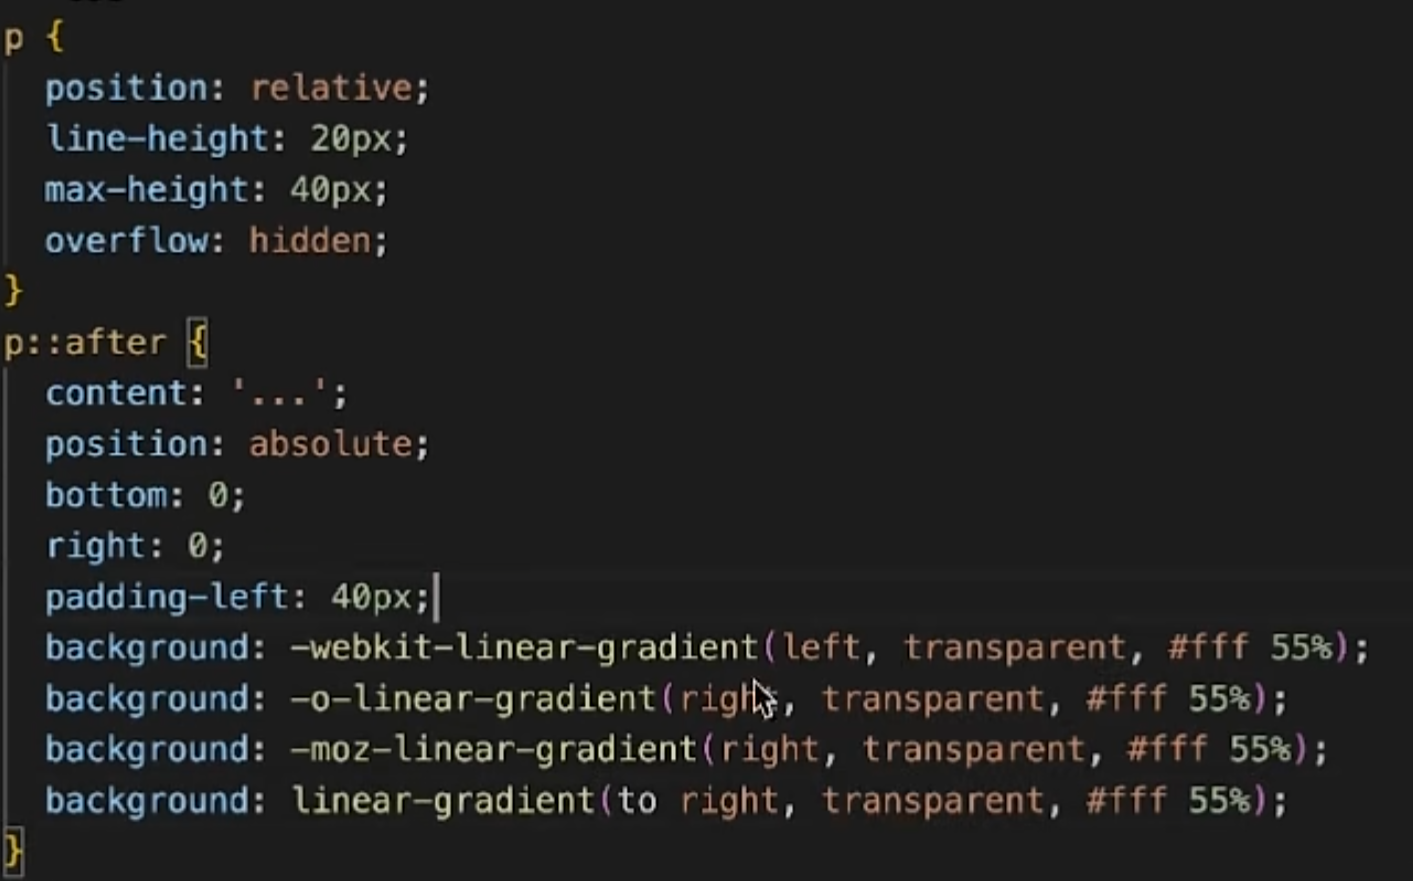 p {
position: relative;
line-height: 20px;
max-height: 40px;
overflow: hidden;
}
p::after {
content: '...';
position: absolute;
bottom: 0;
right: 0;
padding-left: 40px;
background: -webkit-linear-gradient(left, transparent, #fff 55%);
background: -o-linear-gradient(right, transparent, #fff 55%);
background: -moz-linear-gradient(right, transparent, #fff 55%);
background: linear-gradient(to right, transparent, #fff 55%);
}